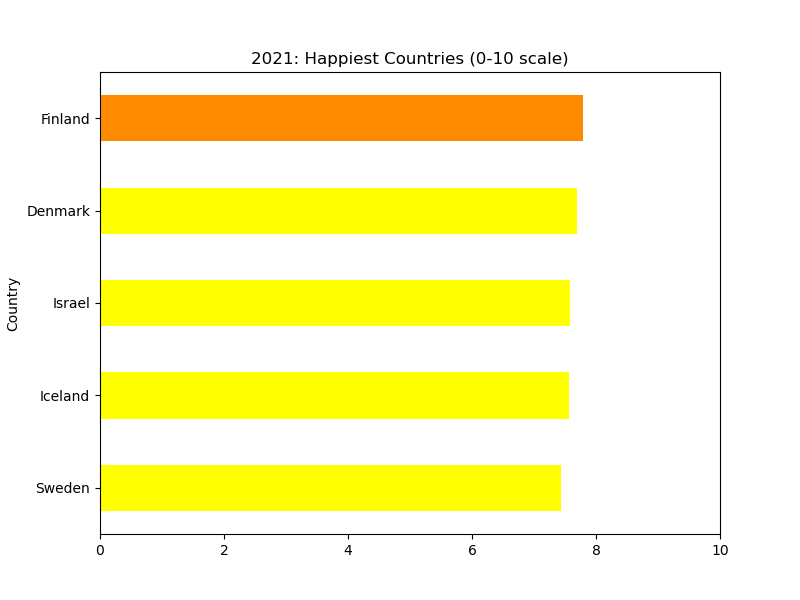 2021: Happiest Countries (0-10 scale)
Finland
Denmark
Israel
Iceland
Sweden
Country
0 2 4 6 8 10